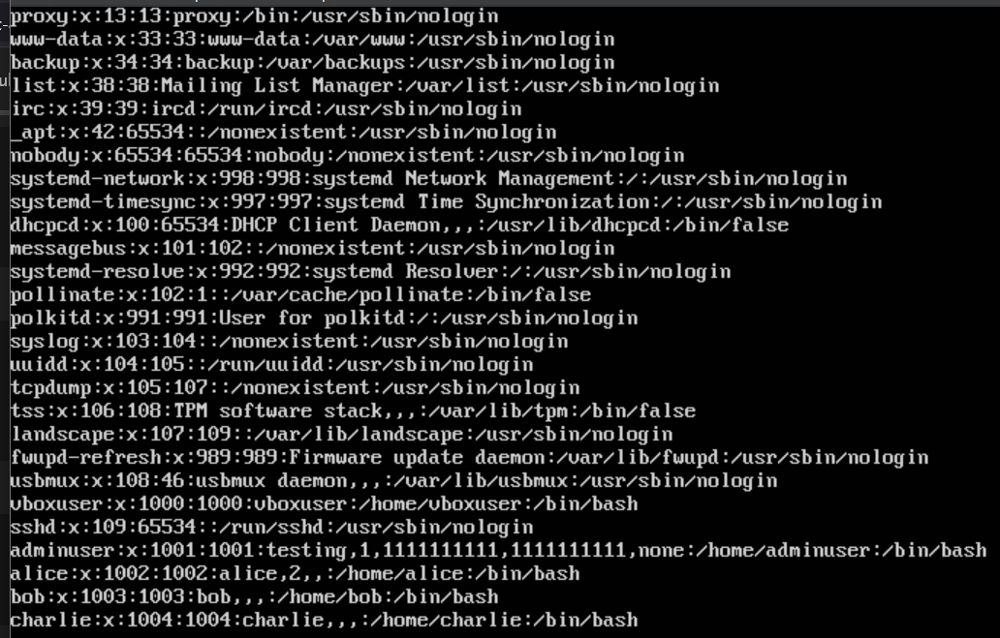 proxy:x:13:13:proxy:/bin:/usr/sbin/nologin
www-data:x:33:33:www-data:/var/www:/usr/sbin/nologin
backup:x:34:34:backup:/var/backups:/usr/sbin/nologin
list:x:38:38:Mailing List Manager:/var/list:/usr/sbin/nologin
irc:x:39:39:ircd:/run/ircd:/usr/sbin/nologin
_apt:x:42:65534::/nonexistent:/usr/sbin/nologin
nobody:x:65534:65534:nobody:/nonexistent:/usr/sbin/nologin
systemd-network:x:998:998:systemd Network Management:/:/usr/sbin/nologin
systemd-timesync:x:997:997:systemd Time Synchronization:/:/usr/sbin/nologin
dhcpcd:x:100:65534:DHCP Client Daemon,,,:/usr/lib/dhcpcd:/bin/false
messagebus:x:101:102::/nonexistent:/usr/sbin/nologin
systemd-resolve:x:992:992:systemd Resolver:/:/usr/sbin/nologin
pollinate:x:102:1::/var/cache/pollinate:/bin/false
polkitd:x:991:991:User for polkitd:/:/usr/sbin/nologin
syslog:x:103:104::/nonexistent:/usr/sbin/nologin
uuidd:x:104:105::/run/uuidd:/usr/sbin/nologin
tcpdump:x:105:107::/nonexistent:/usr/sbin/nologin
tss:x:106:108:TPM software stack,,,:/var/lib/tpm:/bin/false
landscape:x:107:109::/var/lib/landscape:/usr/sbin/nologin
fwupd-refresh:x:989:989:Firmware update daemon:/var/lib/fwupd:/usr/sbin/nologin
usbmux:x:108:46:usbmux daemon,,,:/var/lib/usbmux:/usr/sbin/nologin
vboxuser:x:1000:1000:vboxuser:/home/vboxuser:/bin/bash
sshd:x:109:65534::/run/sshd:/usr/sbin/nologin
adminuser:x:1001:1001:testing,1,1111111111,1111111111,none:/home/adminuser:/bin/bash
alice:x:1002:1002:alice,2,,:/home/alice:/bin/bash
bob:x:1003:1003:bob,,,:/home/bob:/bin/bash
charlie:x:1004:1004:charlie,,,:/home/charlie:/bin/bash